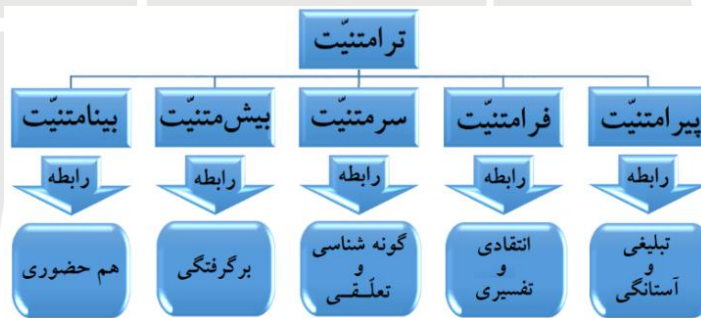 ترامتنیّت
پیرامتنیّت
فرامتنیّت
سرمتنیّت
بیش‌متنیّت
بینامتنیّت
رابطه
رابطه
رابطه
رابطه
رابطه
تبلیغی
و
آستانگی
انتقادی
و
تفسیری
گونه شناسی
و
تعلّـقـی
برگرفتگی
هم حضوری